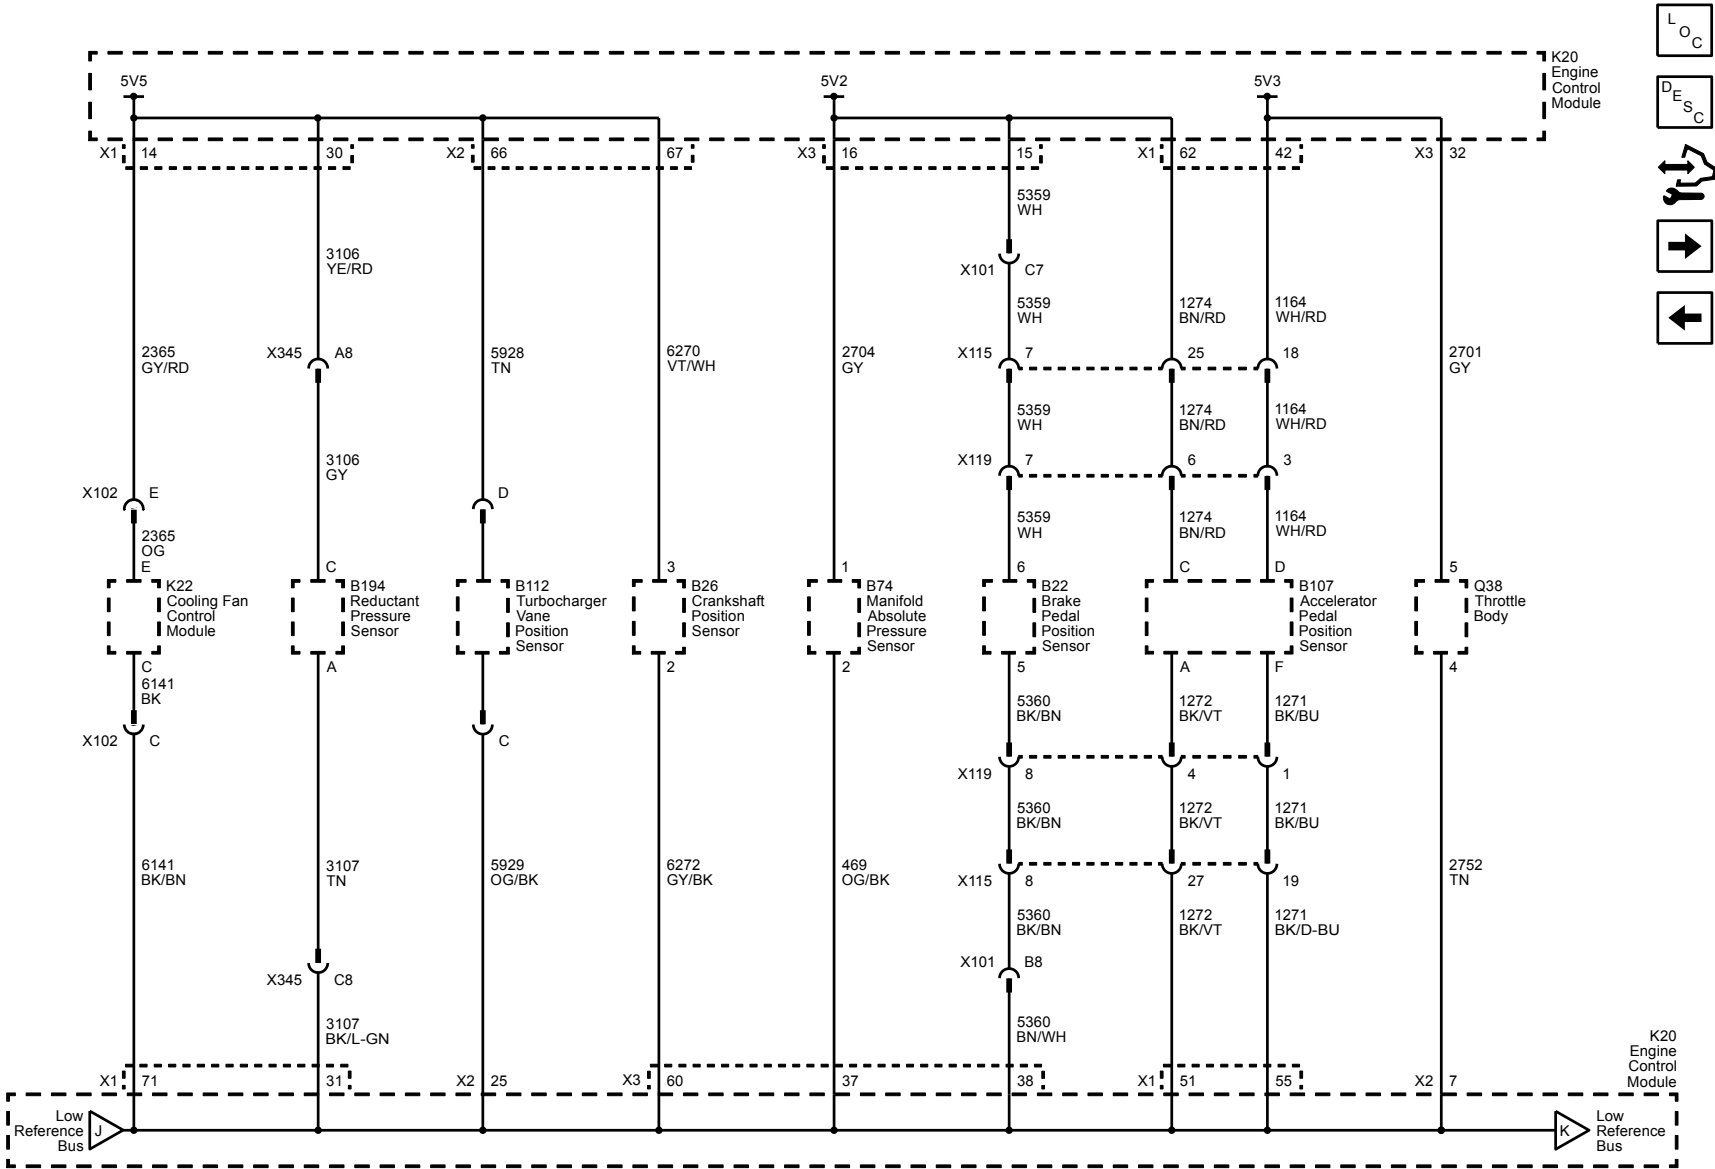 L
O
C
K20
Engine
Control
Module
5V5
5V2
5V3
D
E
S
C
X1 14
30
X2 66
67
X3 16
15
X1 62
42
X3 32
5359
WH
3106
YE/RD
X101 C7
5359
WH
1274
BN/RD
1164
WH/RD
2365
GY/RD
X345 A8
5928
TN
6270
VT/WH
2704
GY
X115 7
25
18
2701
GY
5359
WH
1274
BN/RD
1164
WH/RD
3106
GY
X119 7
6
3
X102 E
D
5359
WH
1274
BN/RD
1164
WH/RD
2365
OG
E
C
3
1
6
C
D
5
K22
Cooling Fan
Control
Module
B194
Reductant
Pressure
Sensor
B112
Turbocharger
Vane
Position
Sensor
B26
Crankshaft
Position
Sensor
B74
Manifold
Absolute
Pressure
Sensor
B22
Brake
Pedal
Position
Sensor
B107
Accelerator
Pedal
Position
Sensor
Q38
Throttle
Body
C
A
2
2
5
A
F
4
6141
BK
5360
BK/BN
1272
BK/VT
1271
BK/BU
X102 C
C
X119 8
4
1
5360
BK/BN
1272
BK/VT
1271
BK/BU
6141
BK/BN
3107
TN
5929
OG/BK
6272
GY/BK
469
OG/BK
X115 8
27
19
2752
TN
5360
BK/BN
1272
BK/VT
1271
BK/D-BU
X101 B8
X345 C8
3107
BK/L-GN
5360
BN/WH
K20
Engine
Control
Module
X1 71
31
X2 25
X3 60
37
38
X1 51
55
X2 7
Low
Reference
Bus
J
K
Low
Reference
Bus